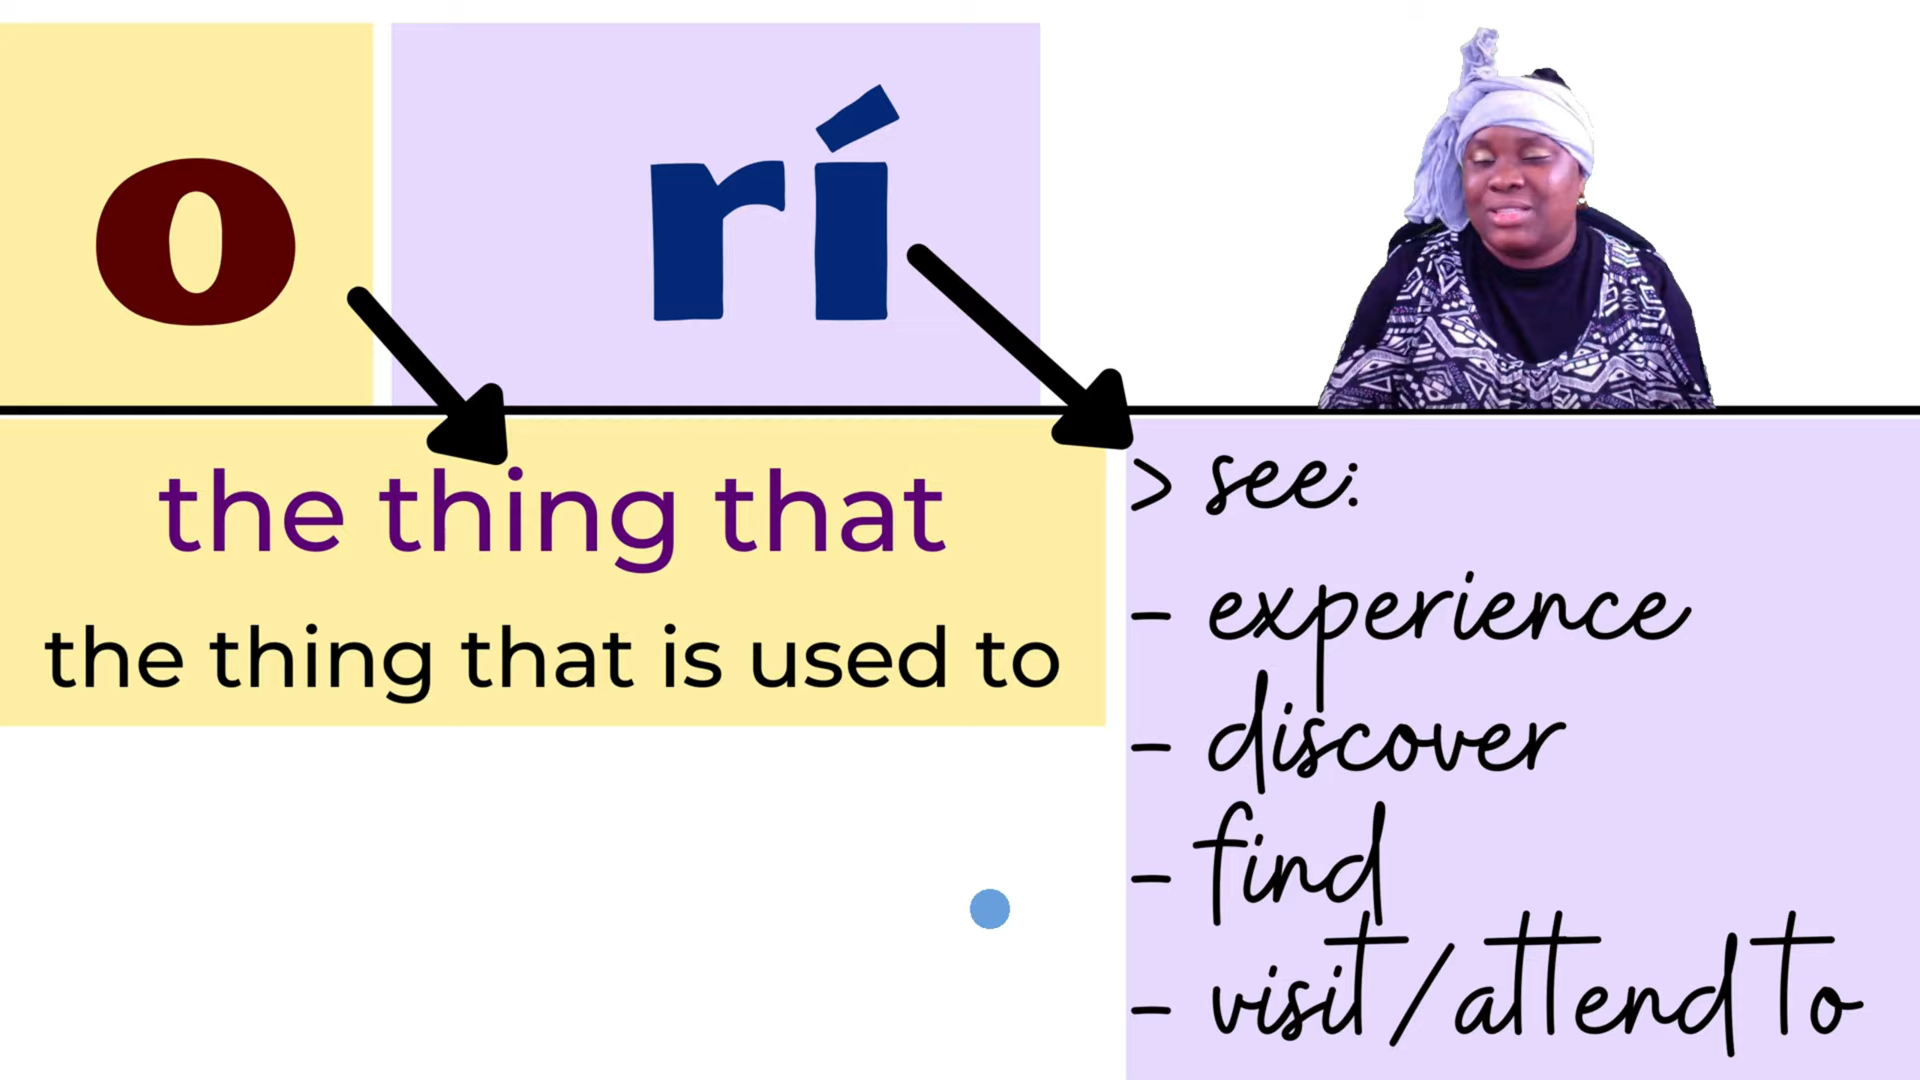 o rí
the thing that
the thing that is used to
> see:
- experience
- discover
- find
- visit/attend to